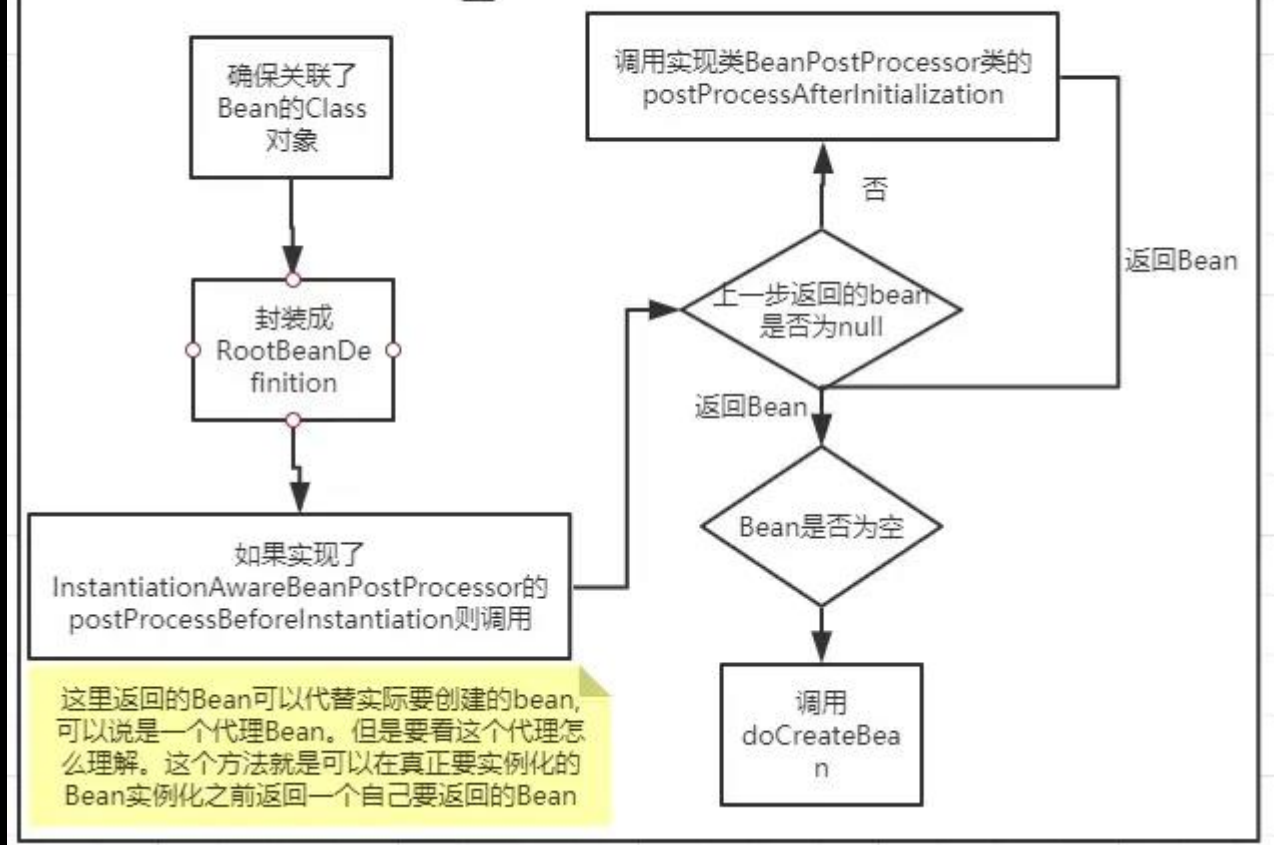 确保关联了
Bean的Class
对象
封装成
RootBeanDe
finition
如果实现了
InstantiationAwareBeanPostProcessor的
postProcessBeforeInstantiation则调用
这里返回的Bean可以代替实际要创建的bean,
可以说是一个代理Bean。但是要看这个代理怎
么理解。这个方法就是可以在真正要实例化的
Bean实例化之前返回一个自己要返回的Bean
调用实现类BeanPostProcessor类的
postProcessAfterInitialization
否
上一步返回的bean
是否为null
返回Bean
返回Bean
Bean是否为空
调用
doCreateBea
n